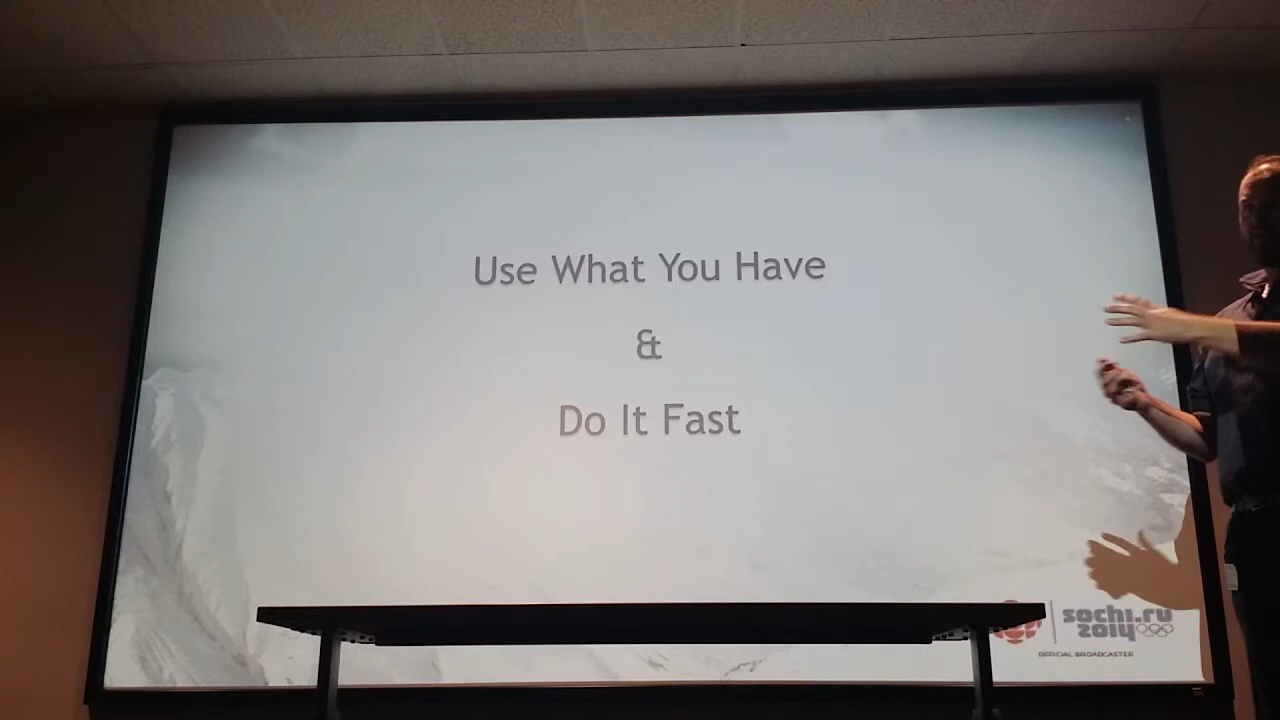 Use What You Have
&
Do It Fast
sochi.ru
2014
OFFICIAL BROADCASTER